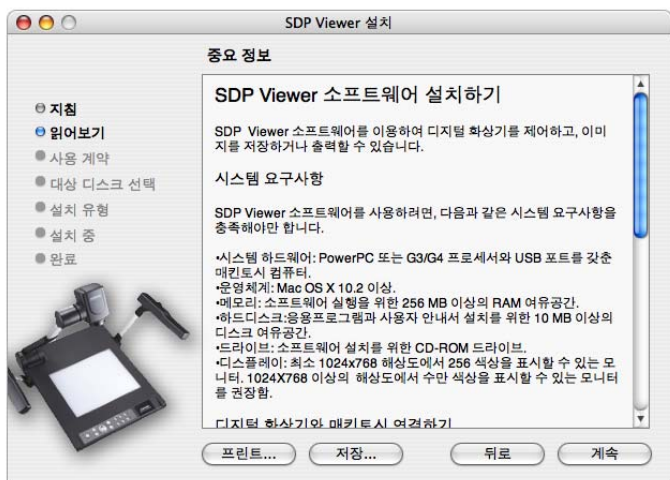 SDP Viewer 설치
중요 정보
지침
읽어보기
사용 계약
대상 디스크 선택
설치 유형
설치 중
완료
SDP Viewer 소프트웨어 설치하기
SDP Viewer 소프트웨어를 이용하여 디지털 화상기를 제어하고, 이미
지를 저장하거나 출력할 수 있습니다.
시스템 요구사항
SDP Viewer 소프트웨어를 사용하려면, 다음과 같은 시스템 요구사항을
충족해야만 합니다.
•시스템 하드웨어: PowerPC 또는 G3/G4 프로세서와 USB 포트를 갖춘
매킨토시 컴퓨터.
•운영체계: Mac OS X 10.2 이상.
•메모리: 소프트웨어 실행을 위한 256 MB 이상의 RAM 여유공간.
•하드디스크:응용프로그램과 사용자 안내서 설치를 위한 10 MB 이상의
디스크 여유공간.
•드라이브: 소프트웨어 설치를 위한 CD-ROM 드라이브.
•디스플레이: 최소 1024x768 해상도에서 256 색상을 표시할 수 있는 모
니터. 1024X768 이상의 해상도에서 수만 색상을 표시할 수 있는 모니터
를 권장함.
디지털 화상기와 매킨토시 연결하기
프린트... 저장... 뒤로 계속